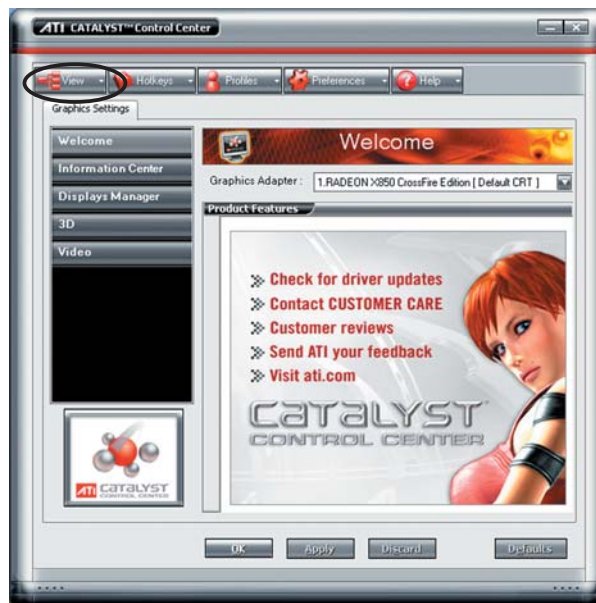 ATI CATALYST™ Control Center
View Hotkeys Profiles Preferences Help
Graphics Settings
Welcome
Information Center
Displays Manager
3D
Video
Welcome
Graphics Adapter : 1.RADEON X850 CrossFire Edition [ Default CRT ]
Product Features
Check for driver updates
Contact CUSTOMER CARE
Customer reviews
Send ATI your feedback
Visit ati.com
CATALYST
CONTROL CENTER
ATI CATALYST
CONTROL CENTER
OK Apply Discard Defaults